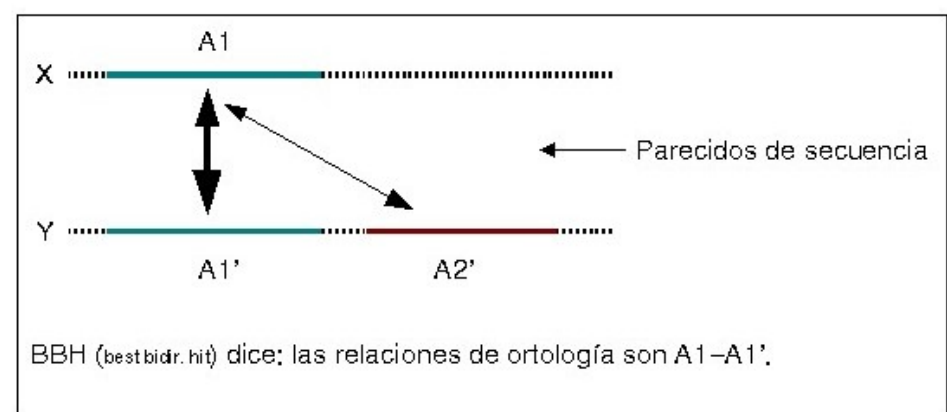 A1
X
Parecidos de secuencia
Y
A1'
A2'
BBH (best bidir. hit) dice: las relaciones de ortología son A1–A1'.